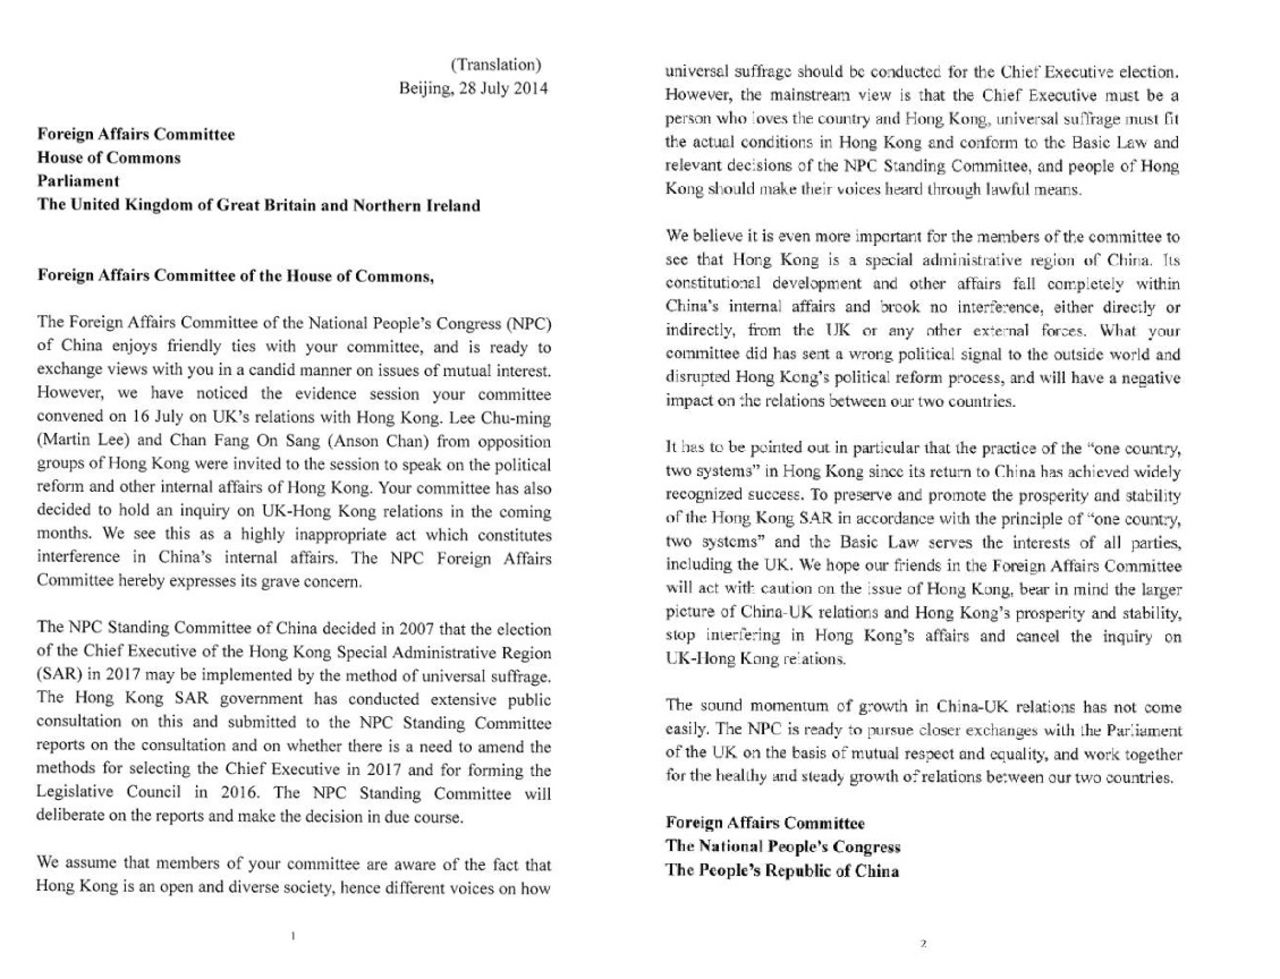 (Translation)
Beijing, 28 July 2014
Foreign Affairs Committee
House of Commons
Parliament
The United Kingdom of Great Britain and Northern Ireland
Foreign Affairs Committee of the House of Commons,
The Foreign Affairs Committee of the National People's Congress (NPC)
of China enjoys friendly ties with your committee, and is ready to
exchange views with you in a candid manner on issues of mutual interest.
However, we have noticed the evidence session your committee
convened on 16 July on UK's relations with Hong Kong. Lee Chu-ming
(Martin Lee) and Chan Fang On Sang (Anson Chan) from opposition
groups of Hong Kong were invited to the session to speak on the political
reform and other internal affairs of Hong Kong. Your committee has also
decided to hold an inquiry on UK-Hong Kong relations in the coming
months. We see this as a highly inappropriate act which constitutes
interference in China's internal affairs. The NPC Foreign Affairs
Committee hereby expresses its grave concern.
The NPC Standing Committee of China decided in 2007 that the election
of the Chief Executive of the Hong Kong Special Administrative Region
(SAR) in 2017 may be implemented by the method of universal suffrage.
The Hong Kong SAR government has conducted extensive public
consultation on this and submitted to the NPC Standing Committee
reports on the consultation and on whether there is a need to amend the
methods for selecting the Chief Executive in 2017 and for forming the
Legislative Council in 2016. The NPC Standing Committee will
deliberate on the reports and make the decision in due course.
We assume that members of your committee are aware of the fact that
Hong Kong is an open and diverse society, hence different voices on how
1
universal suffrage should be conducted for the Chief Executive election.
However, the mainstream view is that the Chief Executive must be a
person who loves the country and Hong Kong, universal suffrage must fit
the actual conditions in Hong Kong and conform to the Basic Law and
relevant decisions of the NPC Standing Committee, and people of Hong
Kong should make their voices heard through lawful means.
We believe it is even more important for the members of the committee to
see that Hong Kong is a special administrative region of China. Its
constitutional development and other affairs fall completely within
China's internal affairs and brook no interference, either directly or
indirectly, from the UK or any other external forces. What your
committee did has sent a wrong political signal to the outside world and
disrupted Hong Kong's political reform process, and will have a negative
impact on the relations between our two countries.
It has to be pointed out in particular that the practice of the "one country,
two systems" in Hong Kong since its return to China has achieved widely
recognized success. To preserve and promote the prosperity and stability
of the Hong Kong SAR in accordance with the principle of "one country,
two systems" and the Basic Law serves the interests of all parties,
including the UK. We hope our friends in the Foreign Affairs Committee
will act with caution on the issue of Hong Kong, bear in mind the larger
picture of China-UK relations and Hong Kong's prosperity and stability,
stop interfering in Hong Kong's affairs and cancel the inquiry on
UK-Hong Kong relations.
The sound momentum of growth in China-UK relations has not come
easily. The NPC is ready to pursue closer exchanges with the Parliament
of the UK on the basis of mutual respect and equality, and work together
for the healthy and steady growth of relations between our two countries.
Foreign Affairs Committee
The National People's Congress
The People's Republic of China
2